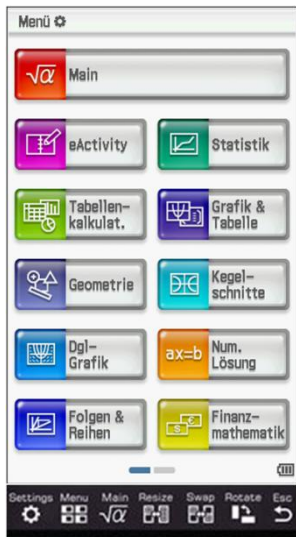 Menü
√α Main
eActivity
Statistik
Tabellen-
kalkulat.
Grafik &
Tabelle
Geometrie
Kegel-
schnitte
Dgl-
Grafik
ax=b Num.
Lösung
Folgen &
Reihen
Finanz-
mathematik
Settings Menu Main Resize Swap Rotate Esc
√α